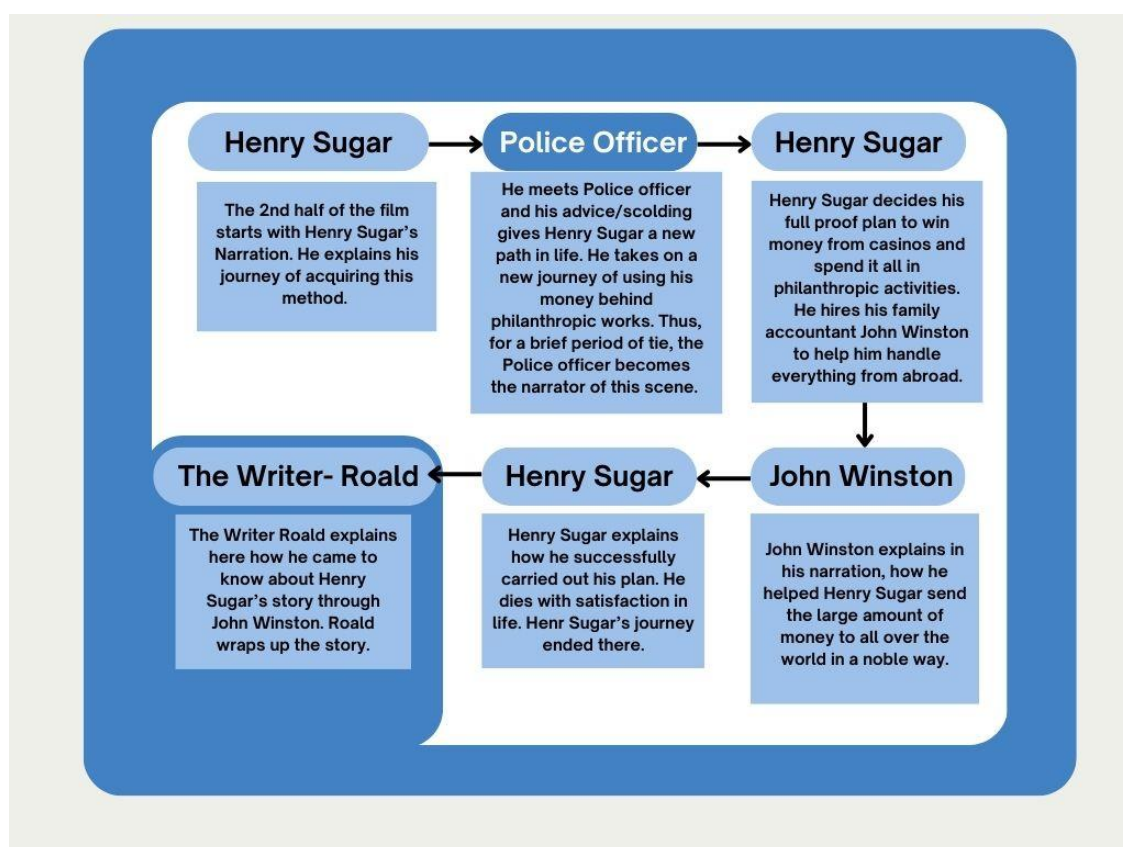 Henry Sugar
The 2nd half of the film
starts with Henry Sugar's
Narration. He explains his
journey of acquiring this
method.
Police Officer
He meets Police officer
and his advice/scolding
gives Henry Sugar a new
path in life. He takes on a
new journey of using his
money behind
philanthropic works. Thus,
for a brief period of tie, the
Police officer becomes
the narrator of this scene.
Henry Sugar
Henry Sugar decides his
full proof plan to win
money from casinos and
spend it all in
philanthropic activities.
He hires his family
accountant John Winston
to help him handle
everything from abroad.
John Winston
John Winston explains in
his narration, how he
helped Henry Sugar send
the large amount of
money to all over the
world in a noble way.
Henry Sugar
Henry Sugar explains
how he successfully
carried out his plan. He
dies with satisfaction in
life. Henr Sugar's journey
ended there.
The Writer- Roald
The Writer Roald explains
here how he came to
know about Henry
Sugar's story through
John Winston. Roald
wraps up the story.